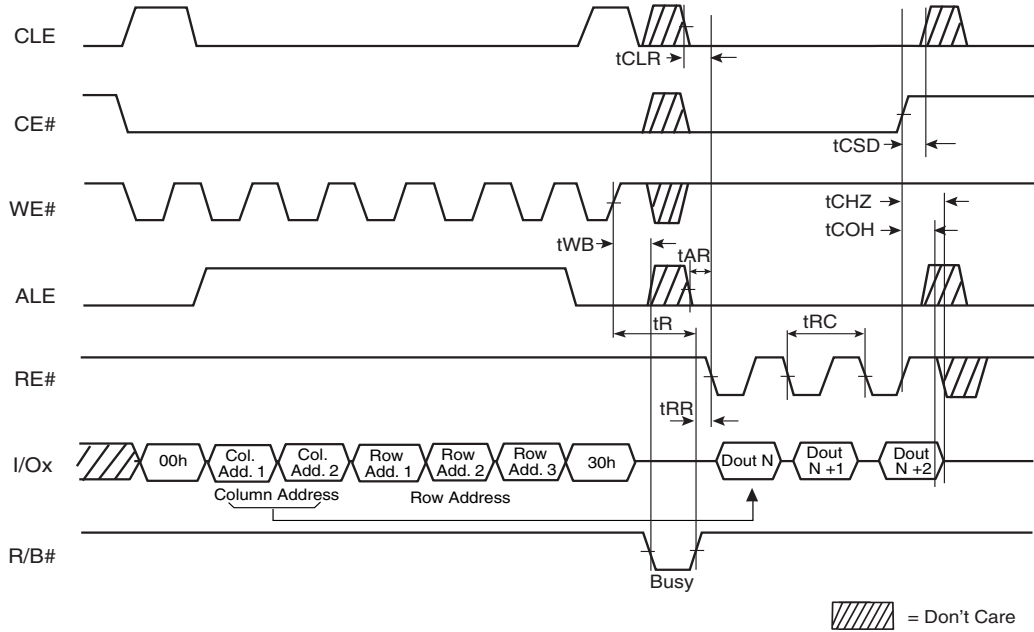 CLE
tCLR
CE#
tCSD
WE#
tCHZ
tCOH
tWB
tAR
ALE
tR
tRC
RE#
tRR
I/Ox
00h
Col.
Add. 1
Col.
Add. 2
Row
Add. 1
Row
Add. 2
Row
Add. 3
30h
Dout N
Dout
N +1
Dout
N +2
Column Address
Row Address
R/B#
Busy
= Don't Care